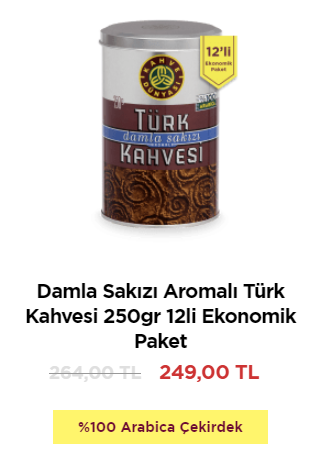 12'li
Ekonomik
Paket
KAHVE
DÜNYASI
TÜRK
damla sakızı
KAHVESİ
Damla Sakızı Aromalı Türk
Kahvesi 250gr 12li Ekonomik
Paket
264,00 TL 249,00 TL
%100 Arabica Çekirdek